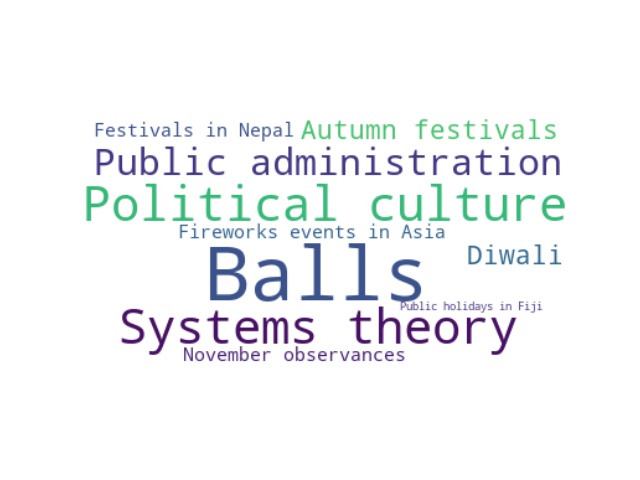 Festivals in Nepal
Autumn festivals
Public administration
Political culture
Fireworks events in Asia
Balls
Diwali
Public holidays in Fiji
Systems theory
November observances